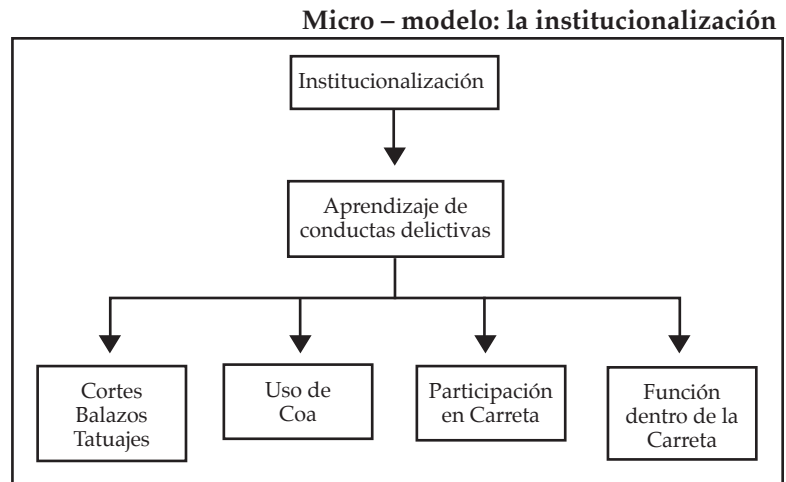 Micro – modelo: la institucionalización
Institucionalización
Aprendizaje de
conductas delictivas
Cortes
Balazos
Tatuajes
Uso de
Coa
Participación
en Carreta
Función
dentro de la
Carreta